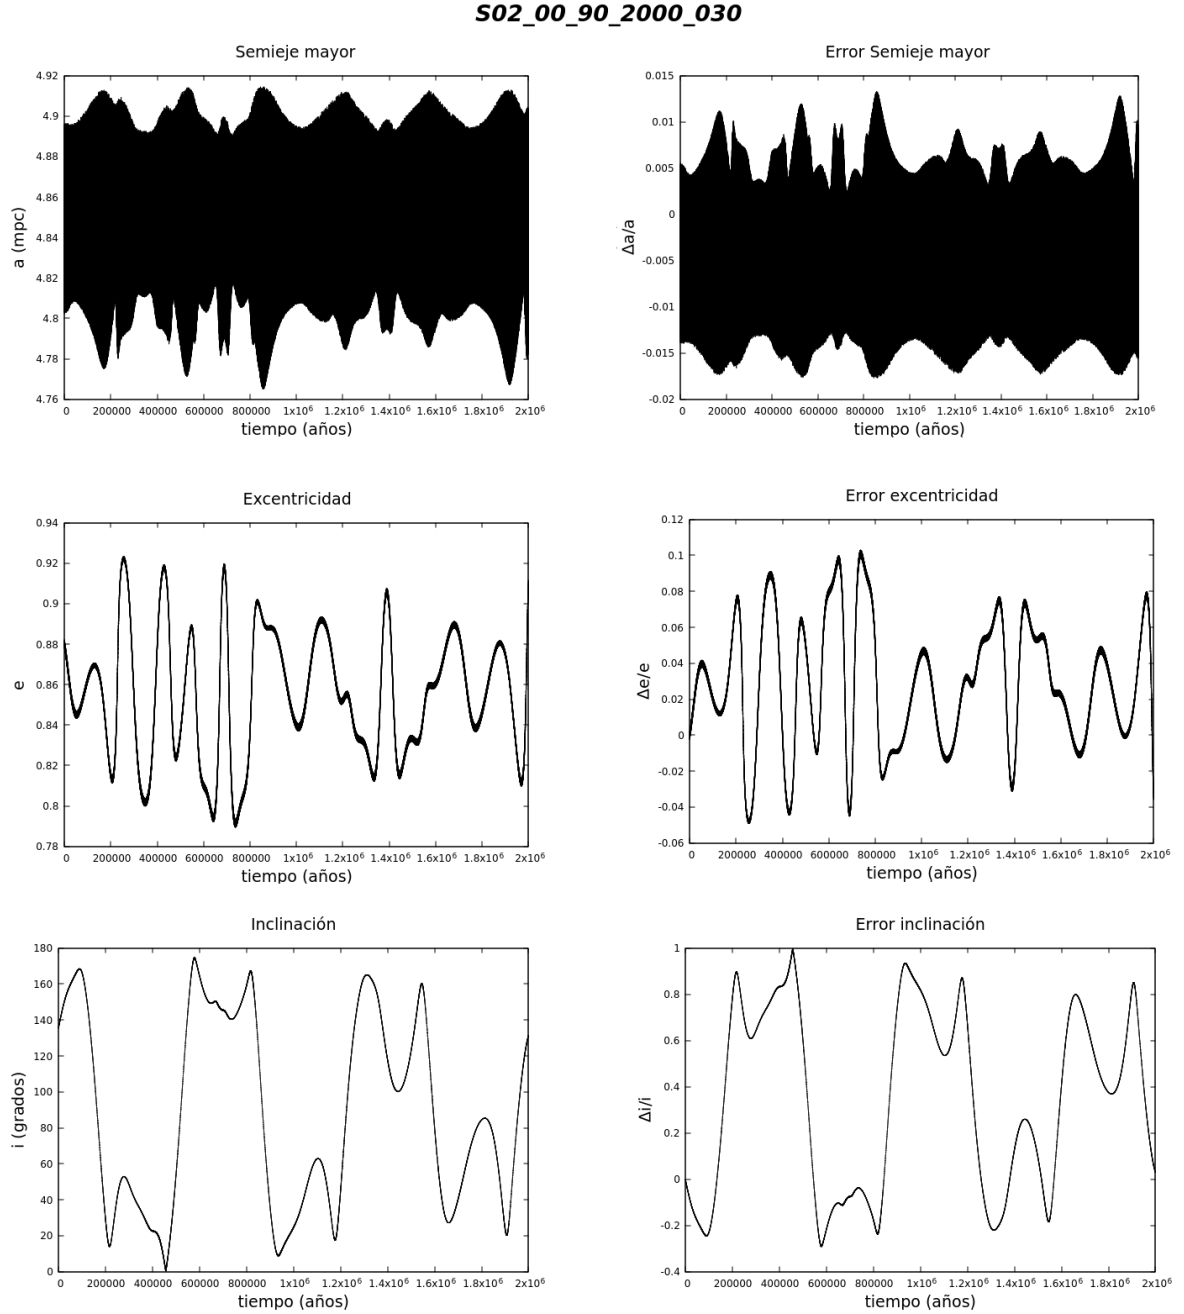 S02_00_90_2000_030
Semieje mayor
4.92
4.9
4.88
4.86
4.84
4.82
4.8
4.78
4.76
a (mpc)
0 200000 400000 600000 800000 1x10⁶ 1.2x10⁶ 1.4x10⁶ 1.6x10⁶ 1.8x10⁶ 2x10⁶
tiempo (años)
Error Semieje mayor
0.015
0.01
0.005
0
-0.005
-0.01
-0.015
-0.02
Δa/a
0 200000 400000 600000 800000 1x10⁶ 1.2x10⁶ 1.4x10⁶ 1.6x10⁶ 1.8x10⁶ 2x10⁶
tiempo (años)
Excentricidad
0.94
0.92
0.9
0.88
0.86
0.84
0.82
0.8
0.78
e
0 200000 400000 600000 800000 1x10⁶ 1.2x10⁶ 1.4x10⁶ 1.6x10⁶ 1.8x10⁶ 2x10⁶
tiempo (años)
Error excentricidad
0.12
0.1
0.08
0.06
0.04
0.02
0
-0.02
-0.04
-0.06
Δe/e
0 200000 400000 600000 800000 1x10⁶ 1.2x10⁶ 1.4x10⁶ 1.6x10⁶ 1.8x10⁶ 2x10⁶
tiempo (años)
Inclinación
180
160
140
120
100
80
60
40
20
0
i (grados)
0 200000 400000 600000 800000 1x10⁶ 1.2x10⁶ 1.4x10⁶ 1.6x10⁶ 1.8x10⁶ 2x10⁶
tiempo (años)
Error inclinación
1
0.8
0.6
0.4
0.2
0
-0.2
-0.4
Δi/i
0 200000 400000 600000 800000 1x10⁶ 1.2x10⁶ 1.4x10⁶ 1.6x10⁶ 1.8x10⁶ 2x10⁶
tiempo (años)